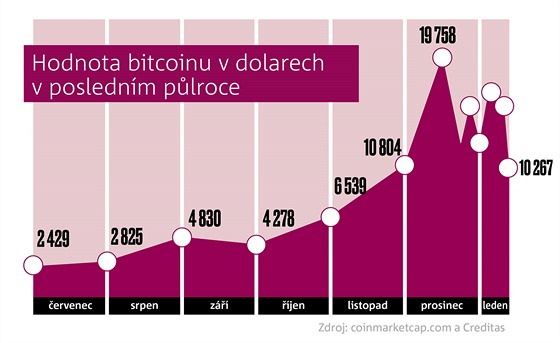 Hodnota bitcoinu v dolarech
v posledním půlroce
19 758
10 804
10 267
6 539
4 830
4 278
2 825
2 429
červenec srpen září říjen listopad prosinec leden
Zdroj: coinmarketcap.com a Creditas